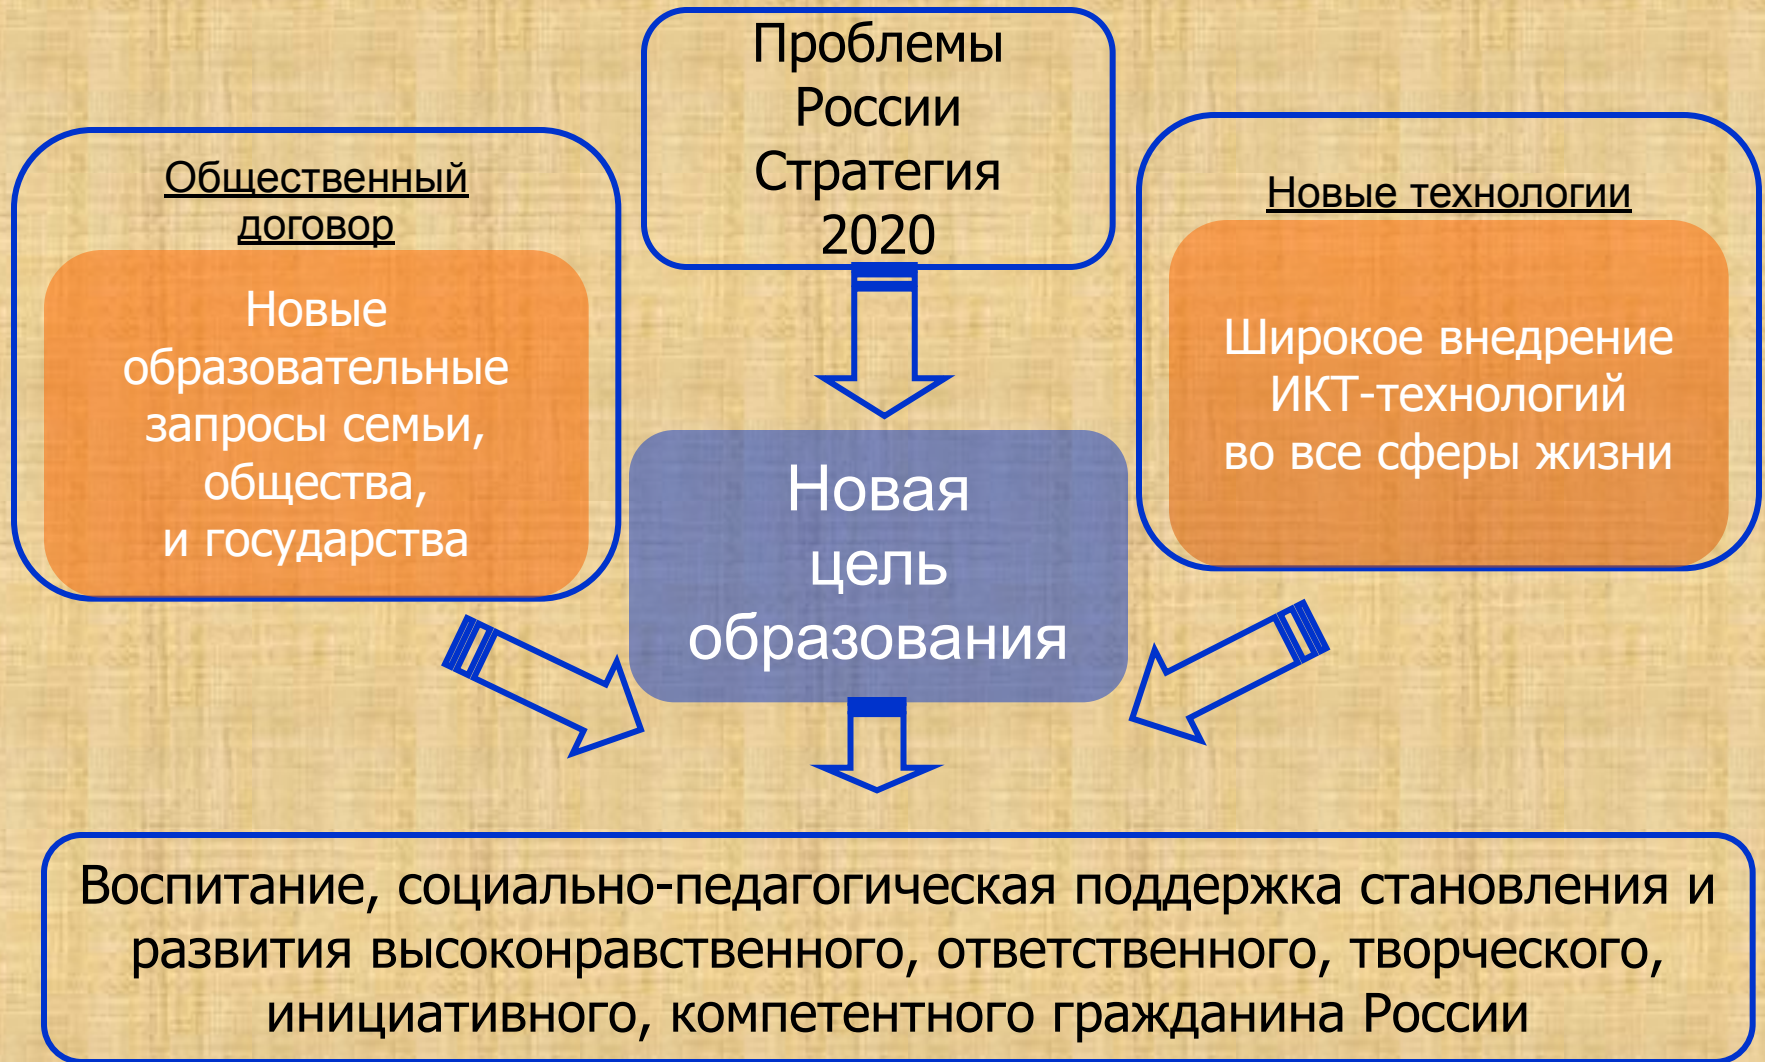 Проблемы
России
Стратегия
2020
Общественный
договор
Новые
образовательные
запросы семьи,
общества,
и государства
Новые технологии
Широкое внедрение
ИКТ-технологий
во все сферы жизни
Новая
цель
образования
Воспитание, социально-педагогическая поддержка становления и
развития высоконравственного, ответственного, творческого,
инициативного, компетентного гражданина России